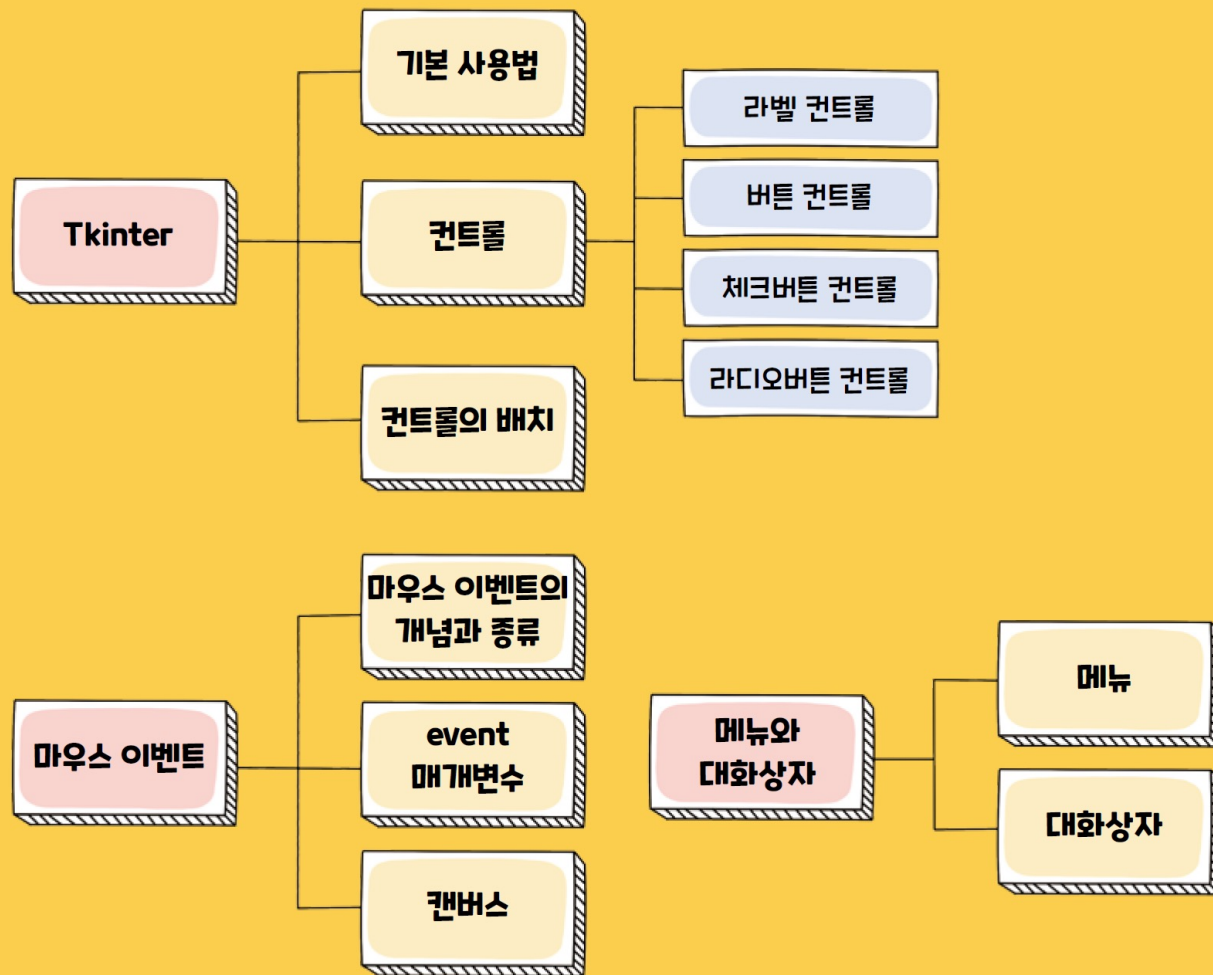 Tkinter
기본 사용법
컨트롤
라벨 컨트롤
버튼 컨트롤
체크버튼 컨트롤
라디오버튼 컨트롤
컨트롤의 배치
마우스 이벤트
마우스 이벤트의
개념과 종류
event
매개변수
캔버스
메뉴와
대화상자
메뉴
대화상자